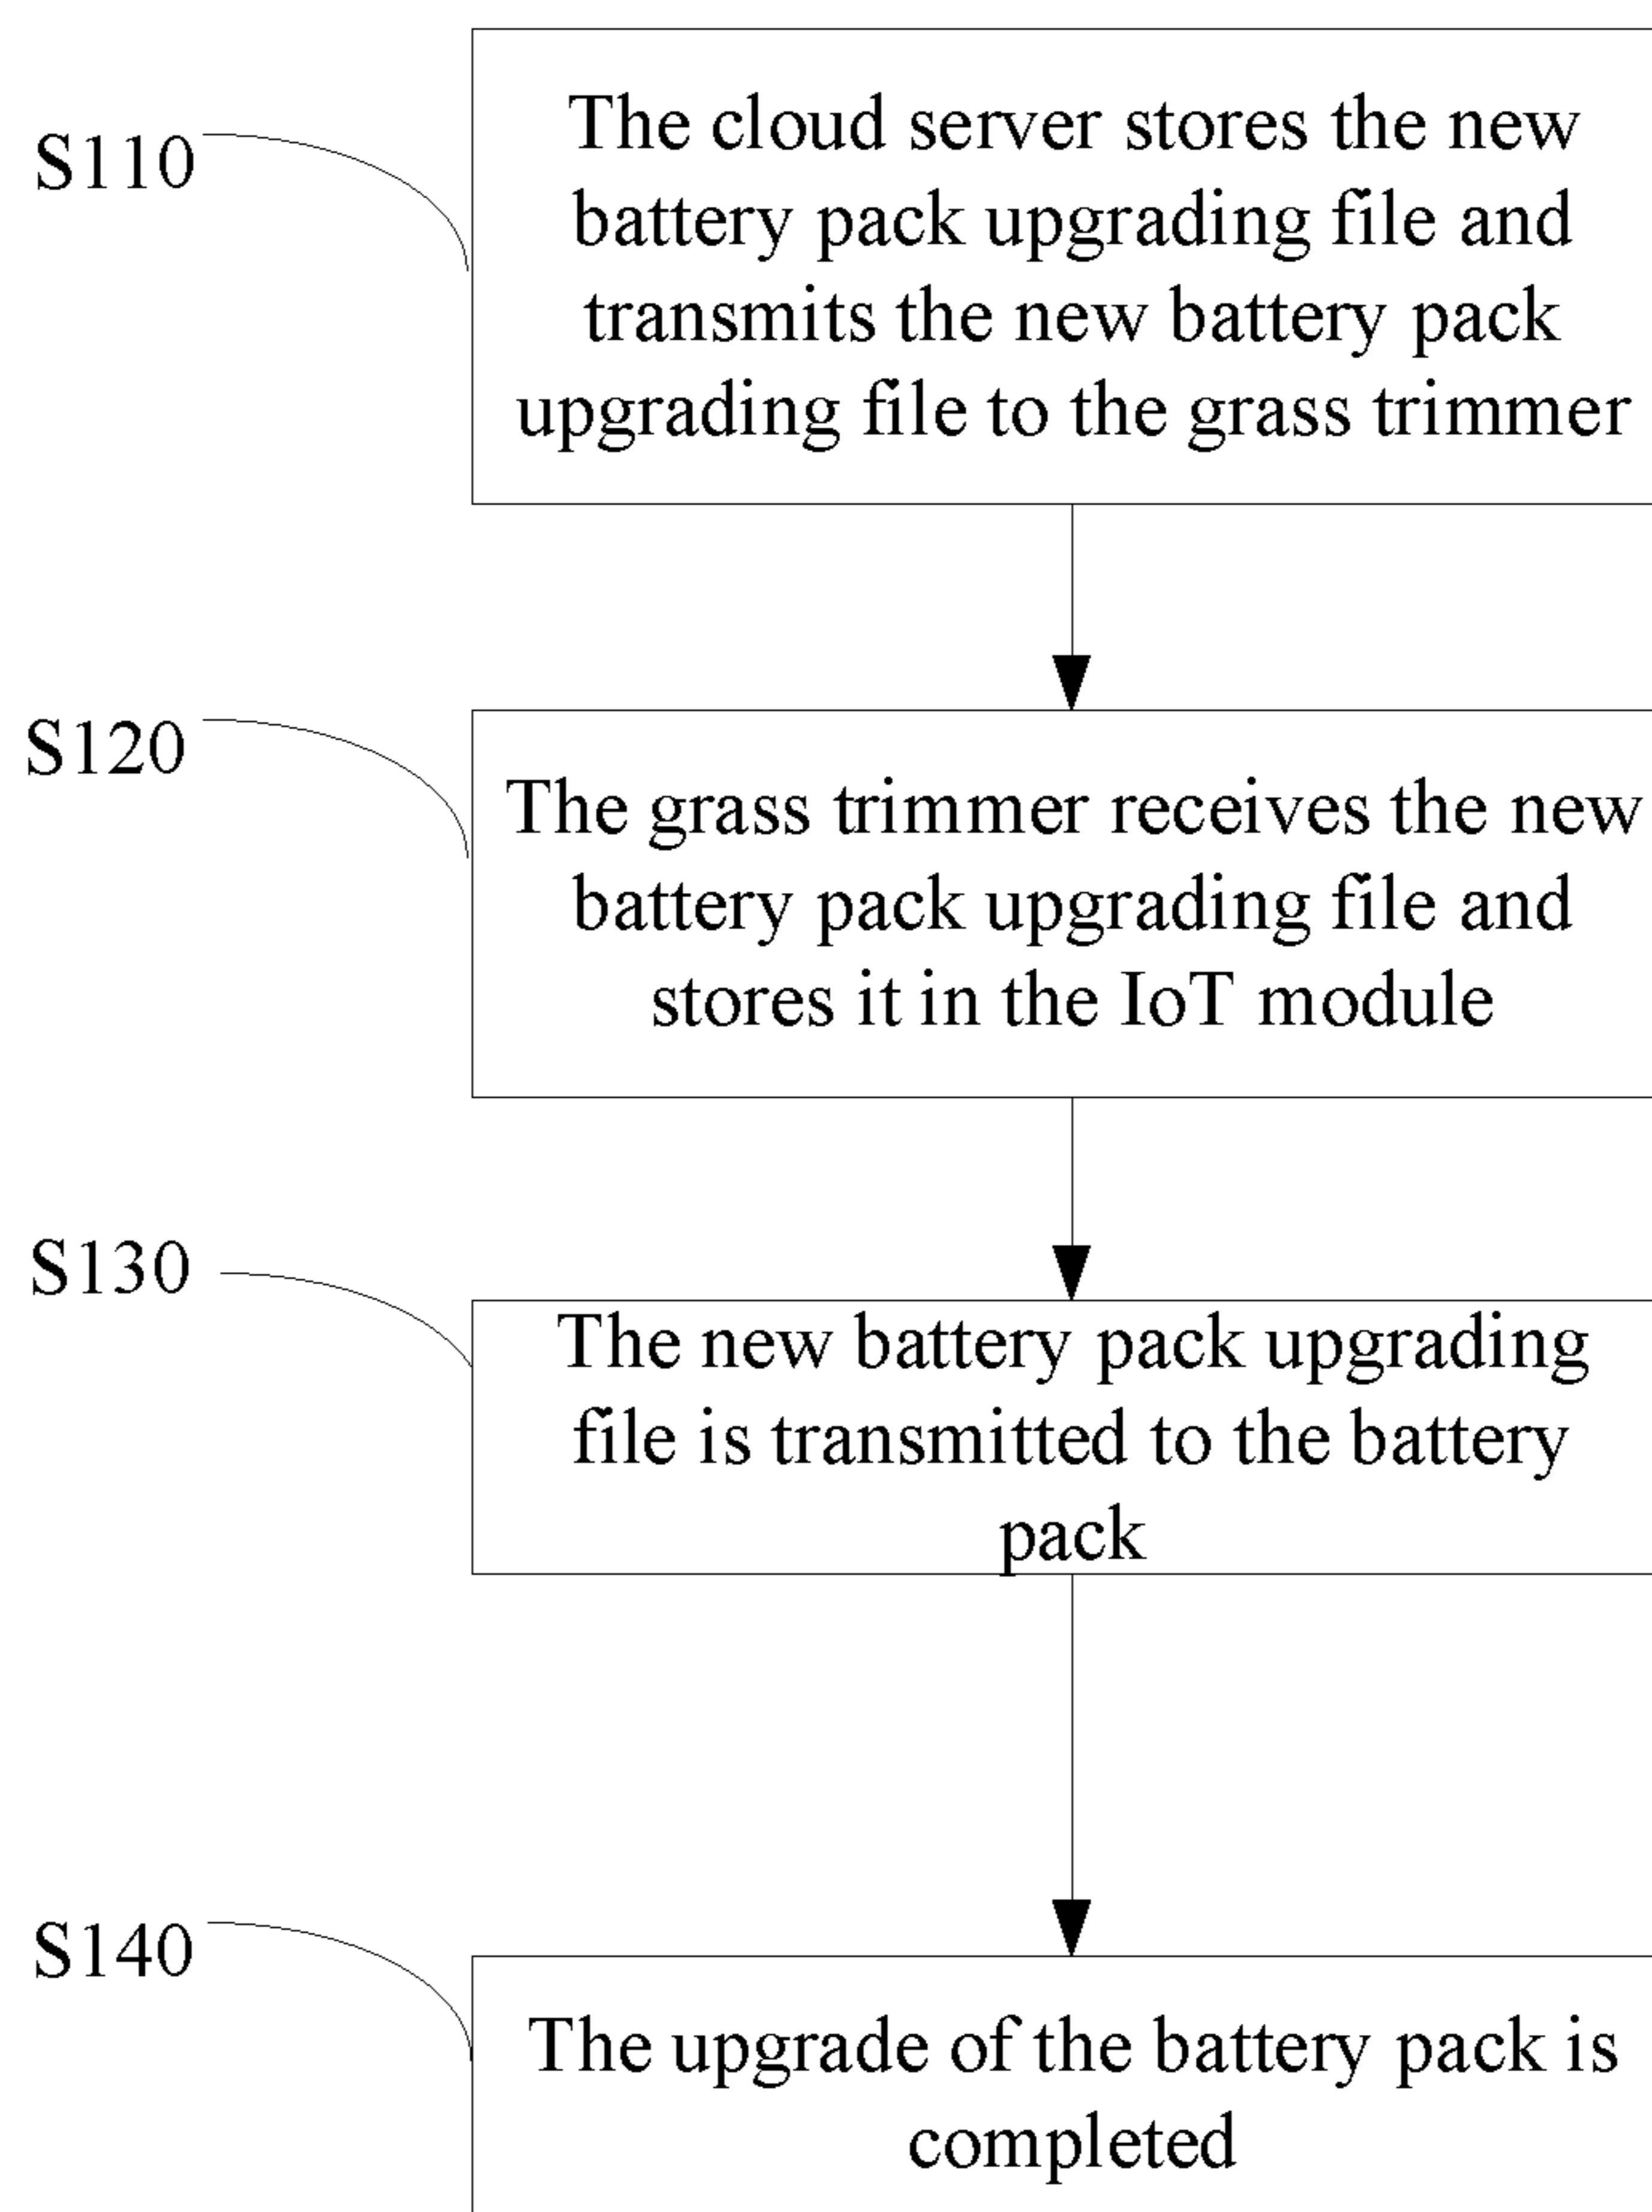 S110
The cloud server stores the new
battery pack upgrading file and
transmits the new battery pack
upgrading file to the grass trimmer
S120
The grass trimmer receives the new
battery pack upgrading file and
stores it in the IoT module
S130
The new battery pack upgrading
file is transmitted to the battery
pack
S140
The upgrade of the battery pack is
completed